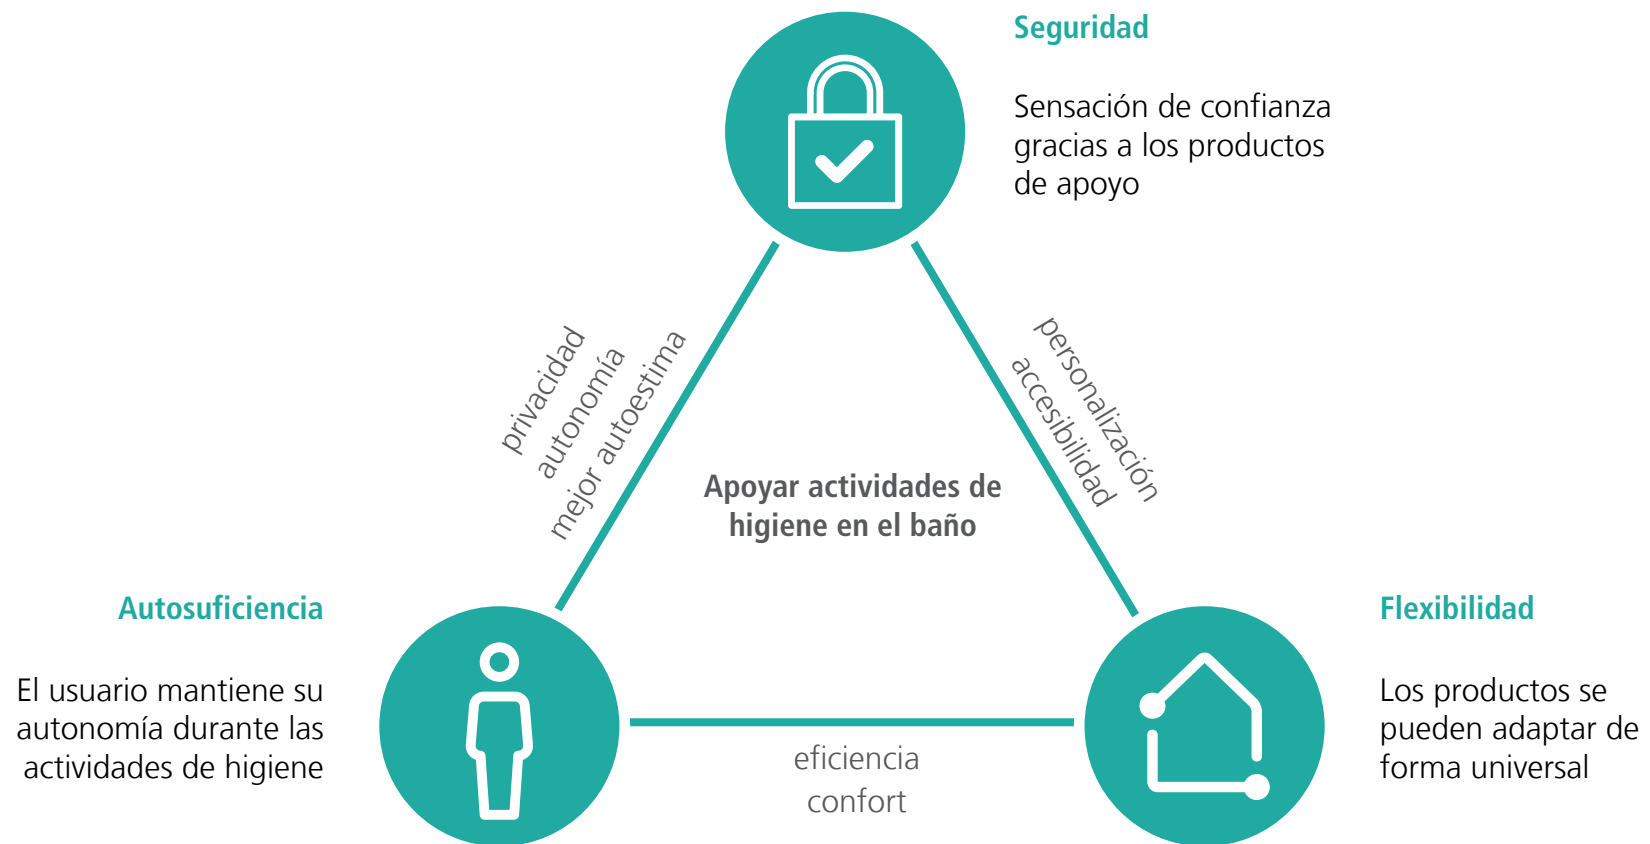 Seguridad
Sensación de confianza
gracias a los productos
de apoyo
privacidad
autonomía
mejor autoestima
personalización
accesibilidad
Apoyar actividades de
higiene en el baño
Autosuficiencia
El usuario mantiene su
autonomía durante las
actividades de higiene
eficiencia
confort
Flexibilidad
Los productos se
pueden adaptar de
forma universal